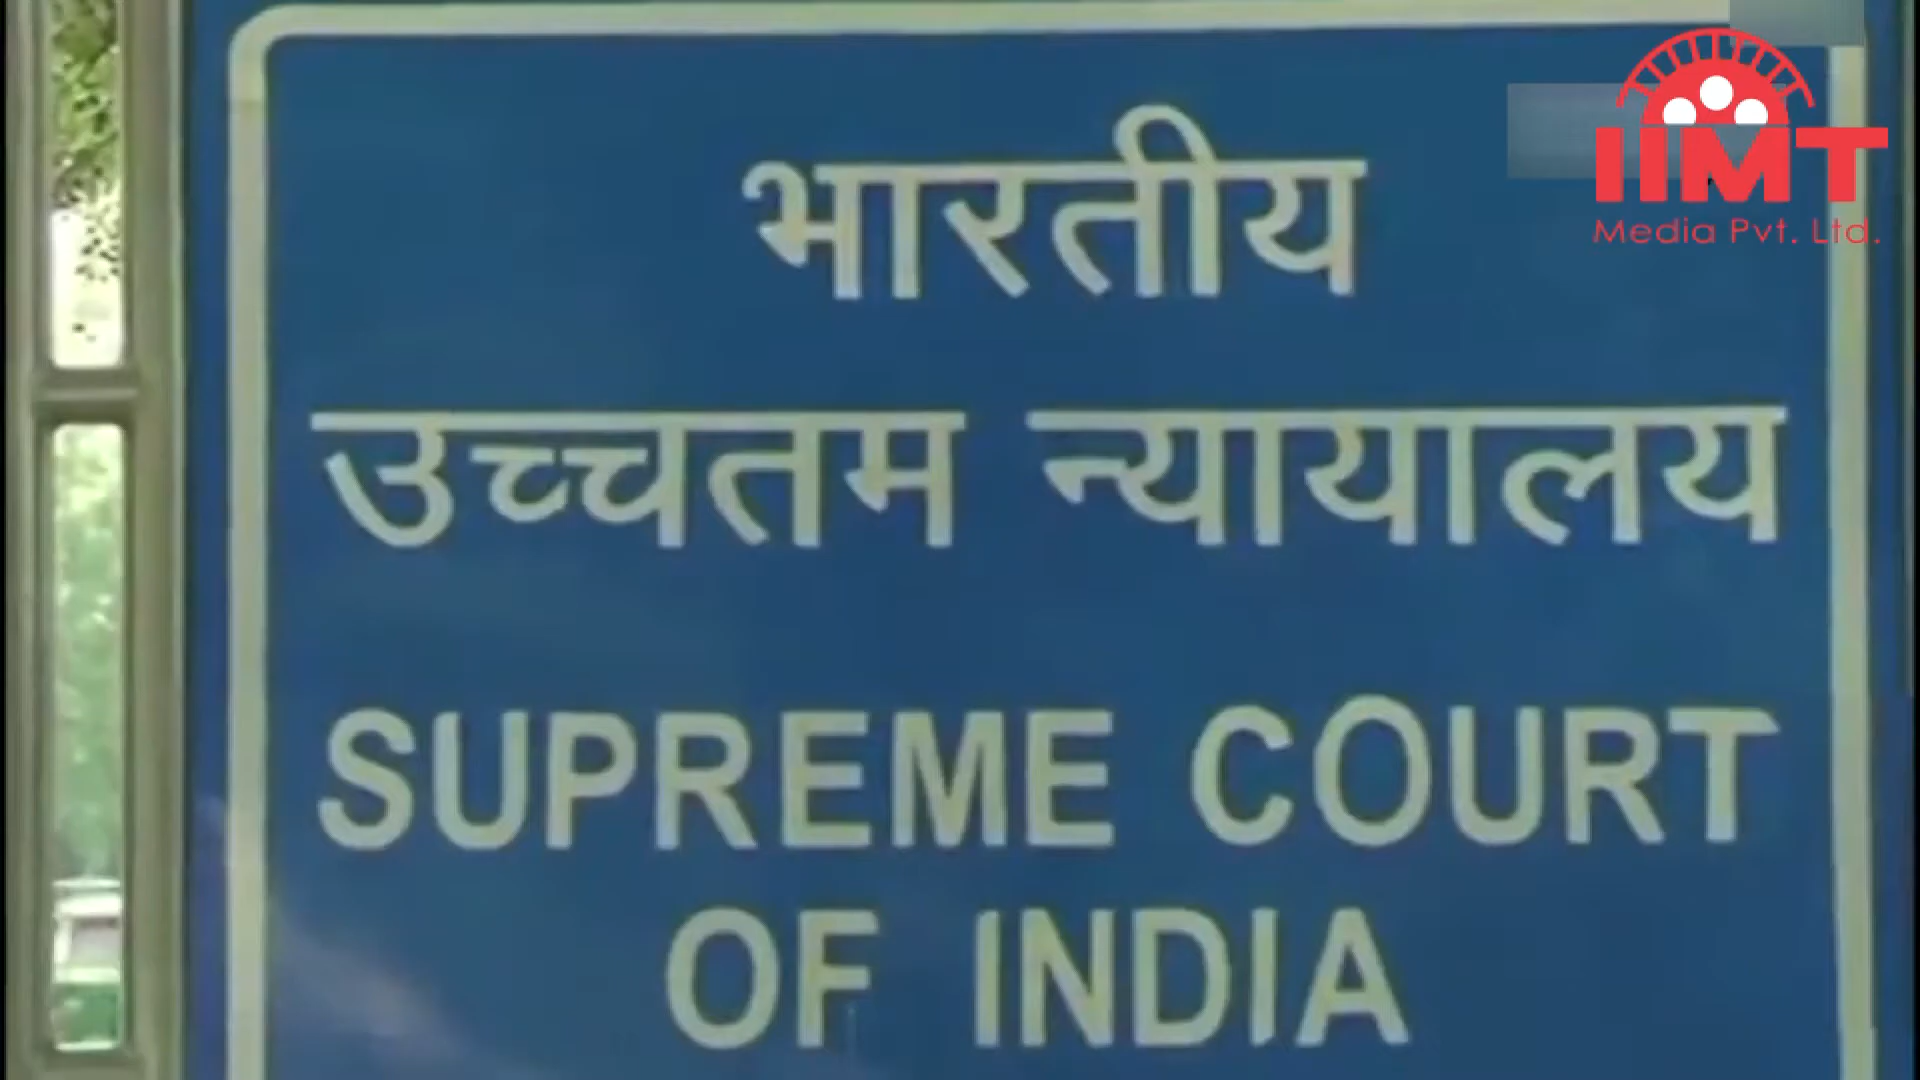 IIMT
Media Pvt. Ltd.
भारतीय
उच्चतम न्यायालय
SUPREME COURT
OF INDIA